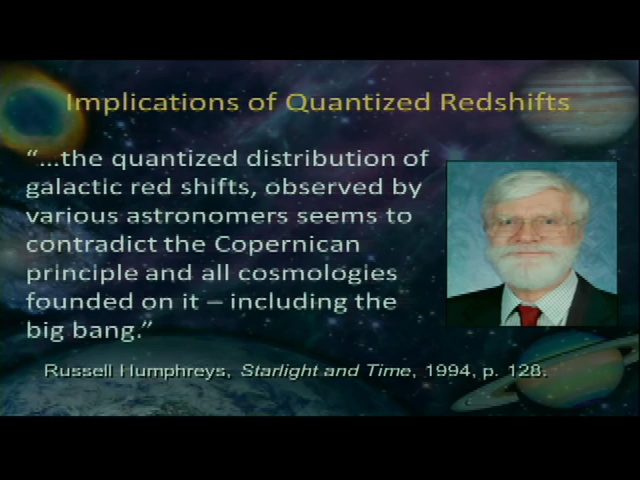 Implications of Quantized Redshifts
“...the quantized distribution of
galactic red shifts, observed by
various astronomers seems to
contradict the Copernican
principle and all cosmologies
founded on it – including the
big bang.”
Russell Humphreys, Starlight and Time, 1994, p. 128.